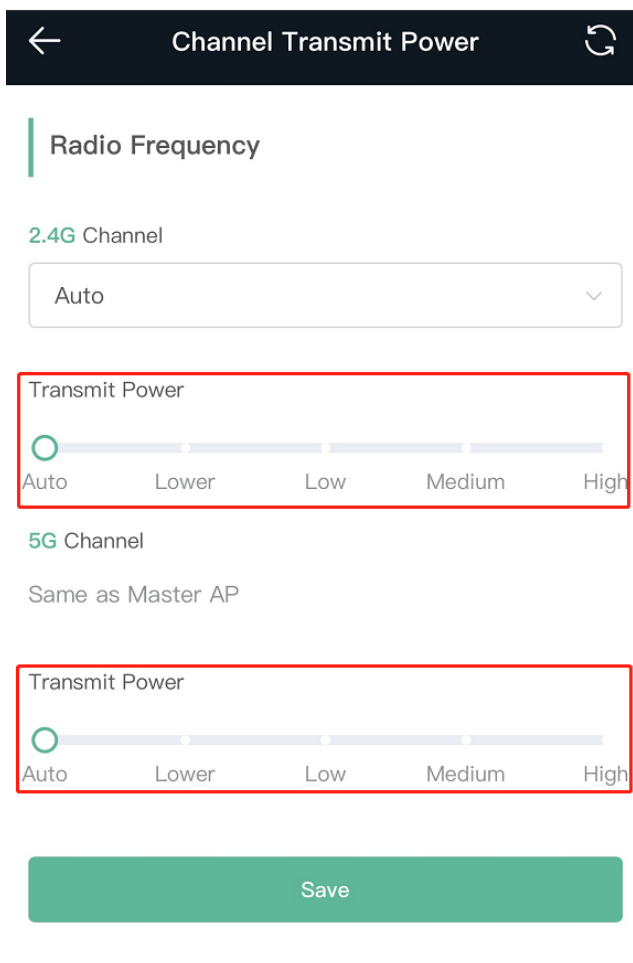 Channel Transmit Power
Radio Frequency
2.4G Channel
Auto
Transmit Power
Auto Lower Low Medium High
5G Channel
Same as Master AP
Transmit Power
Auto Lower Low Medium High
Save